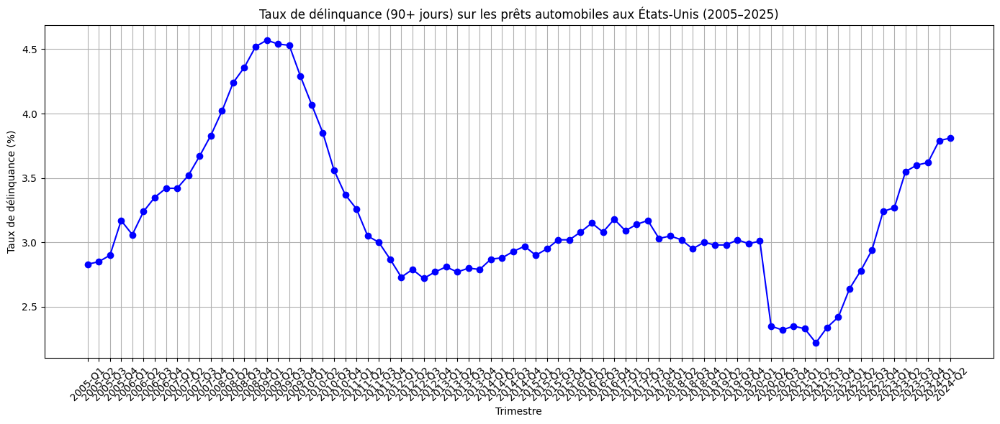 Taux de délinquance (90+ jours) sur les prêts automobiles aux États-Unis (2005–2025)
Taux de délinquance (%)
4.5
4.0
3.5
3.0
2.5
2005-Q1
2005-Q2
2005-Q3
2005-Q4
2006-Q1
2006-Q2
2006-Q3
2006-Q4
2007-Q1
2007-Q2
2007-Q3
2007-Q4
2008-Q1
2008-Q2
2008-Q3
2008-Q4
2009-Q1
2009-Q2
2009-Q3
2009-Q4
2010-Q1
2010-Q2
2010-Q3
2010-Q4
2011-Q1
2011-Q2
2011-Q3
2011-Q4
2012-Q1
2012-Q2
2012-Q3
2012-Q4
2013-Q1
2013-Q2
2013-Q3
2013-Q4
2014-Q1
2014-Q2
2014-Q3
2014-Q4
2015-Q1
2015-Q2
2015-Q3
2015-Q4
2016-Q1
2016-Q2
2016-Q3
2016-Q4
2017-Q1
2017-Q2
2017-Q3
2017-Q4
2018-Q1
2018-Q2
2018-Q3
2018-Q4
2019-Q1
2019-Q2
2019-Q3
2019-Q4
2020-Q1
2020-Q2
2020-Q3
2020-Q4
2021-Q1
2021-Q2
2021-Q3
2021-Q4
2022-Q1
2022-Q2
2022-Q3
2022-Q4
2023-Q1
2023-Q2
2023-Q3
2023-Q4
2024-Q1
2024-Q2
Trimestre